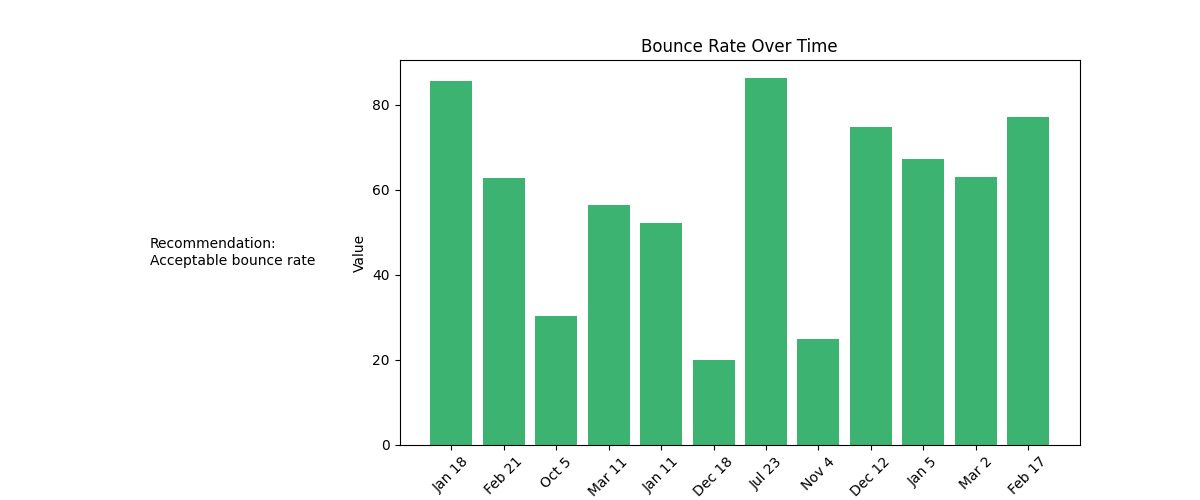 Bounce Rate Over Time
Recommendation:
Acceptable bounce rate
Value
80
60
40
20
0
Jan 18
Feb 21
Oct 5
Mar 11
Jan 11
Dec 18
Jul 23
Nov 4
Dec 12
Jan 5
Mar 2
Feb 17